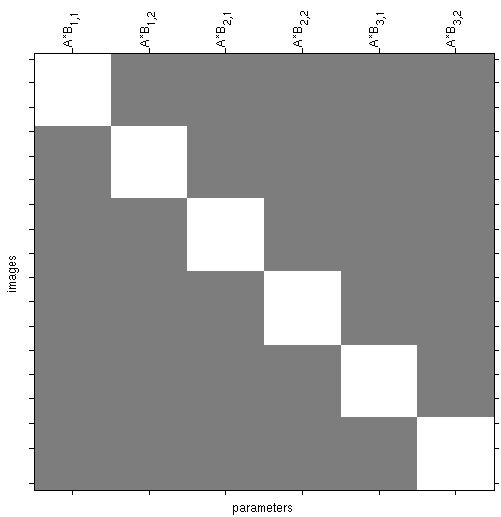 A*B1,1
A*B1,2
A*B2,1
A*B2,2
A*B3,1
A*B3,2
images
parameters